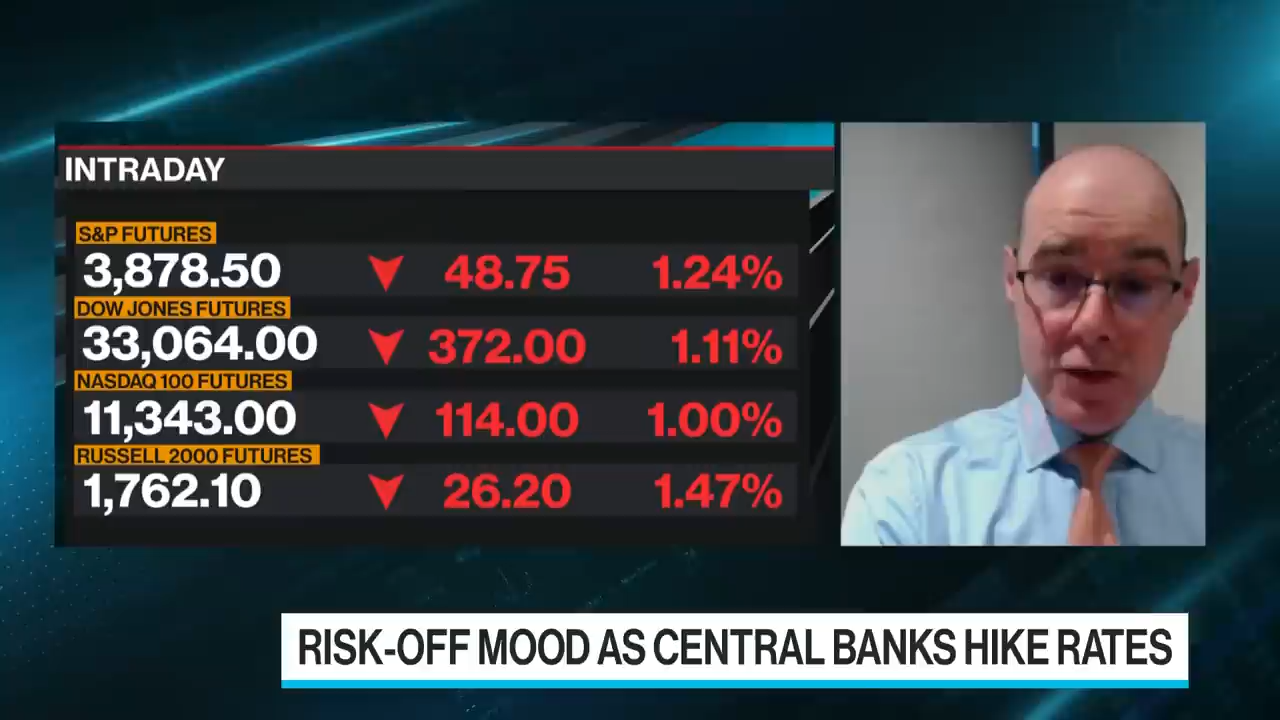 INTRADAY
S&P FUTURES
3,878.50 48.75 1.24%
DOW JONES FUTURES
33,064.00 372.00 1.11%
NASDAQ 100 FUTURES
11,343.00 114.00 1.00%
RUSSELL 2000 FUTURES
1,762.10 26.20 1.47%
RISK-OFF MOOD AS CENTRAL BANKS HIKE RATES